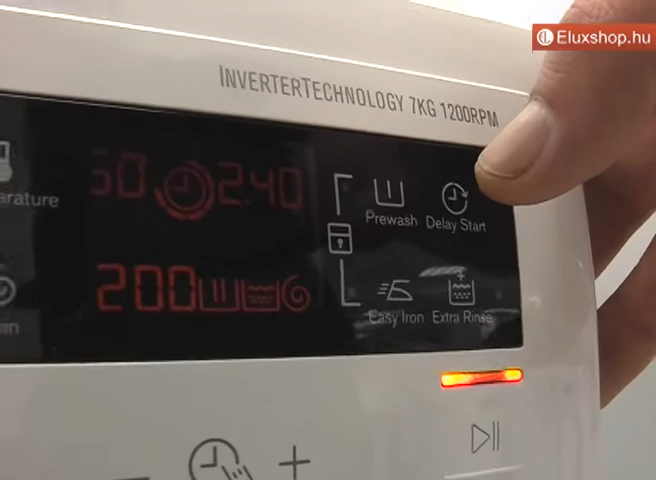 Eluxshop.hu
INVERTERTECHNOLOGY 7KG 1200RPM
2.40
Prewash Delay Start
200
Easy Iron Extra Rinse